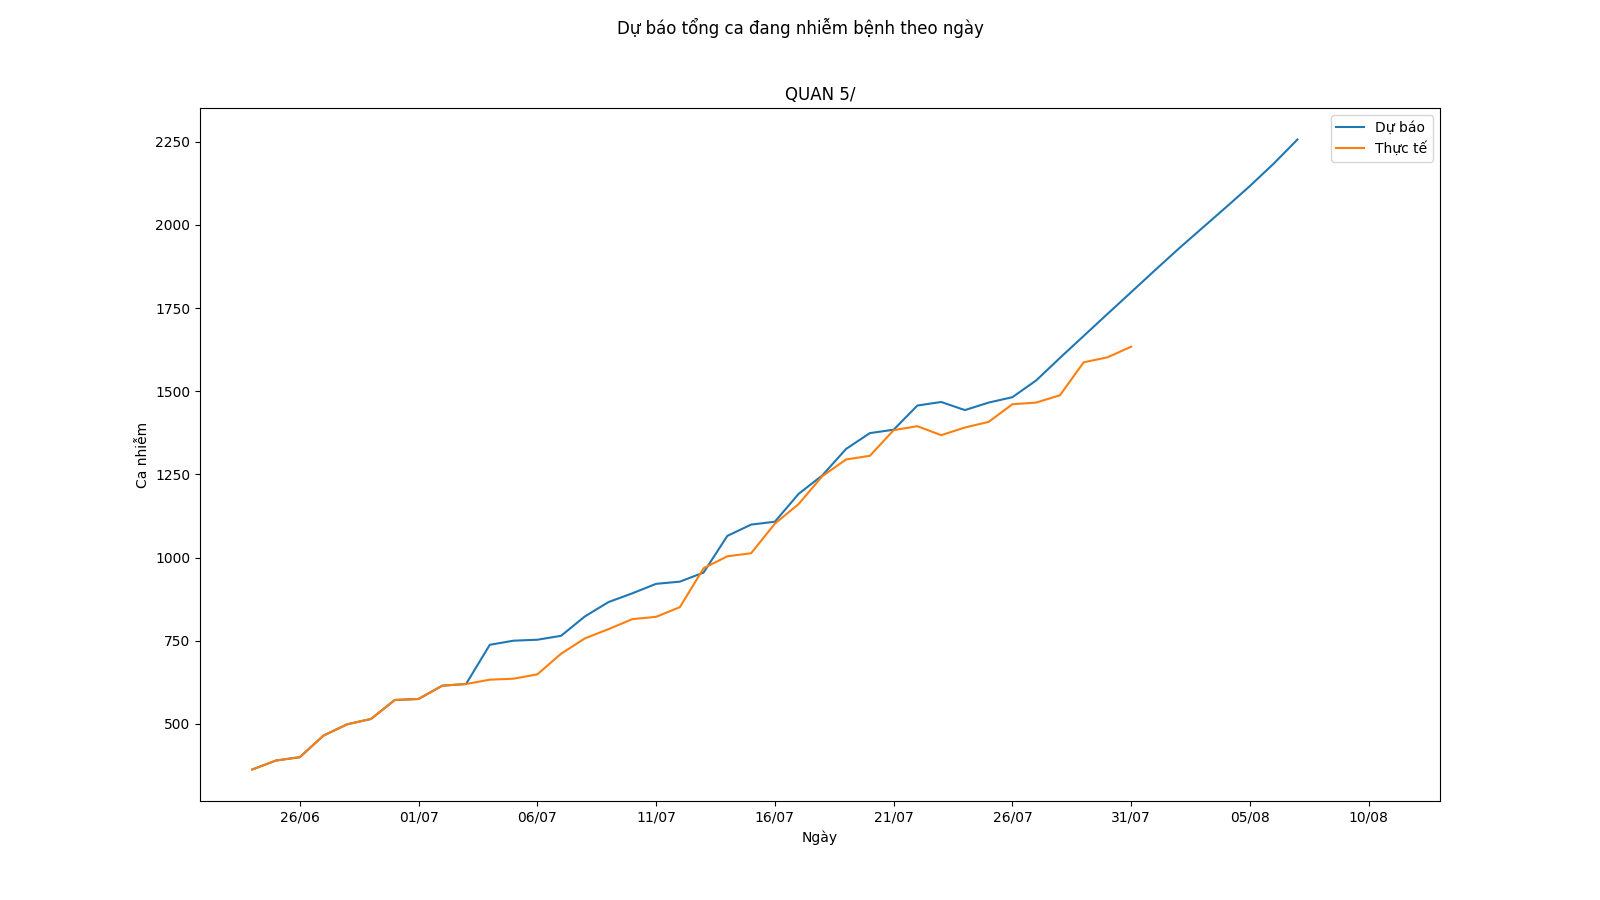 Dự báo tổng ca đang nhiễm bệnh theo ngày
QUAN 5/
Dự báo
Thực tế
Ca nhiễm
2250
2000
1750
1500
1250
1000
750
500
26/06 01/07 06/07 11/07 16/07 21/07 26/07 31/07 05/08 10/08
Ngày